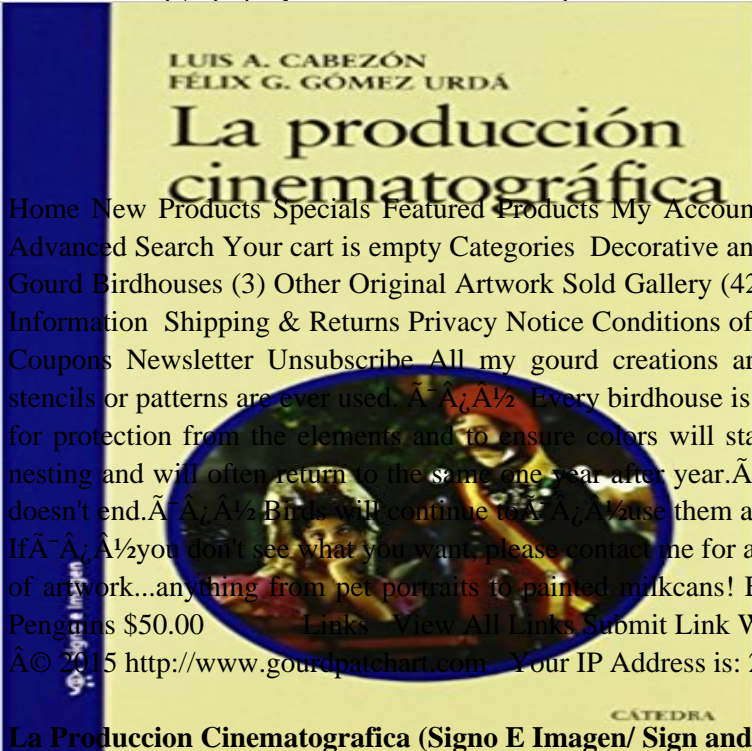 LUIS A. CABEZÓN
FÉLIX G. GÓMEZ URDÁ
La producción
cinematográfica
Home New Products Specials Featured Products My Accoun
Advanced Search Your cart is empty Categories Decorative an
Gourd Birdhouses (3) Other Original Artwork Sold Gallery (42
Information Shipping & Returns Privacy Notice Conditions of
Coupons Newsletter Unsubscribe All my gourd creations ar
stencils or patterns are ever used. Ã¯Â¿Â½ Every birdhouse is
for protection from the elements and to ensure colors will sta
nesting and will often return to the same one year after year.Ã
doesn't end.Ã¯Â¿Â½ Birds will continue toÃ¯Â¿Â½use them a
IfÃ¯Â¿Â½you don't see what you want, please contact me for a
of artwork...anything from pet portraits to painted milkcans! E
Penguins $50.00 Links View All Links Submit Link W
Â© 2015 http://www.gourdpatchart.com Your IP Address is: 2
CÁTEDRA
La Produccion Cinematografica (Signo E Imagen/ Sign and